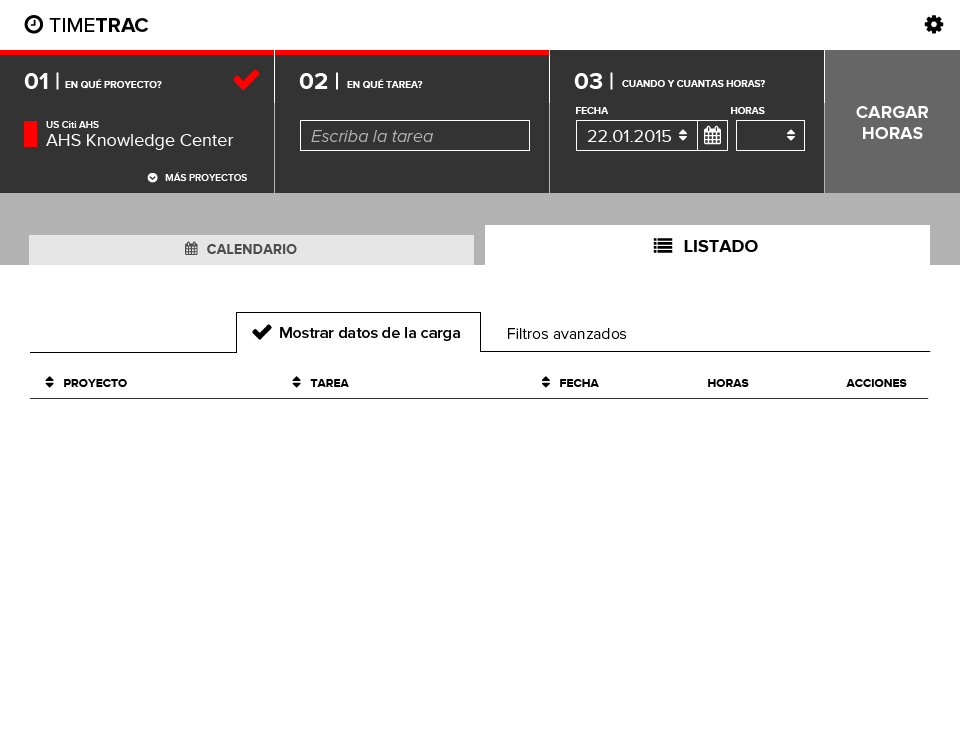 TIMETRAC
01 | EN QUÉ PROYECTO?
US Citi AHS
AHS Knowledge Center
MÁS PROYECTOS
02 | EN QUÉ TAREA?
Escriba la tarea
03 | CUANDO Y CUANTAS HORAS?
FECHA HORAS
22.01.2015
CARGAR
HORAS
CALENDARIO
LISTADO
Mostrar datos de la carga
Filtros avanzados
PROYECTO TAREA FECHA HORAS ACCIONES